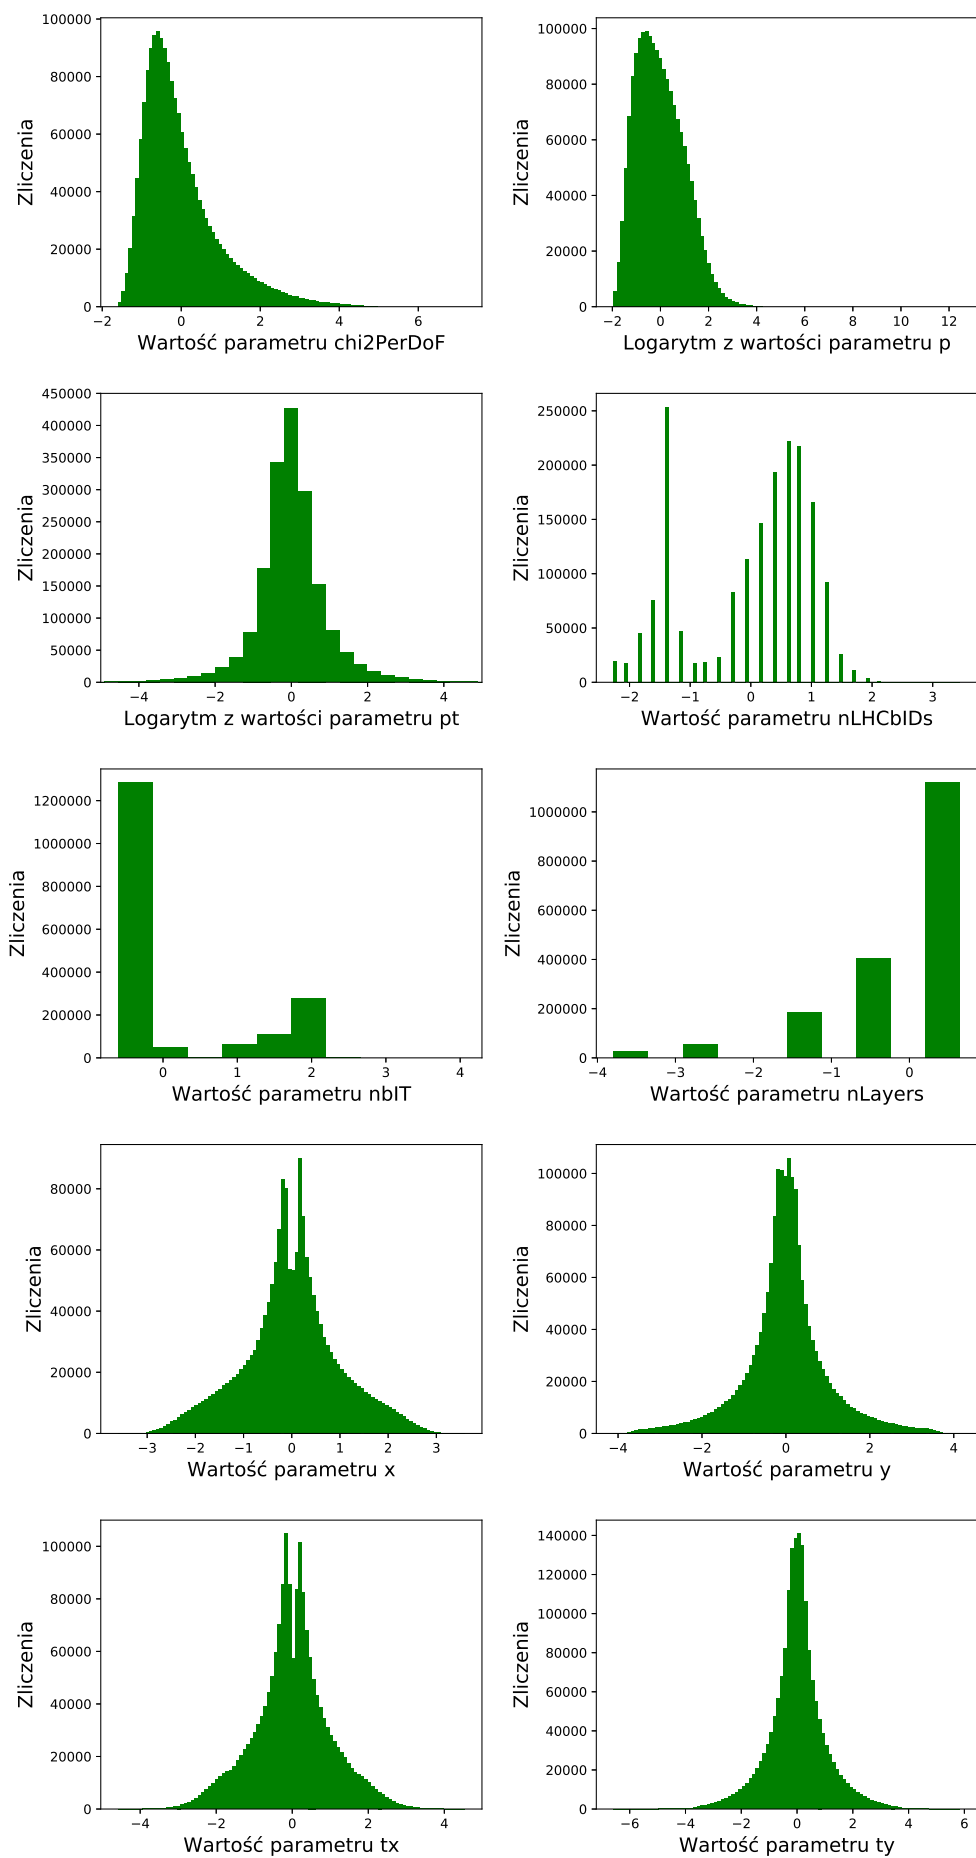 100000
80000
60000
40000
20000
0
Zliczenia
−2 0 2 4 6
Wartość parametru chi2PerDoF
100000
80000
60000
40000
20000
0
Zliczenia
−2 0 2 4 6 8 10 12
Logarytm z wartości parametru p
450000
400000
350000
300000
250000
200000
150000
100000
50000
0
Zliczenia
−4 −2 0 2 4
Logarytm z wartości parametru pt
250000
200000
150000
100000
50000
0
Zliczenia
−2 −1 0 1 2 3
Wartość parametru nLHCbIDs
1200000
1000000
800000
600000
400000
200000
0
Zliczenia
0 1 2 3 4
Wartość parametru nbIT
1000000
800000
600000
400000
200000
0
Zliczenia
−4 −3 −2 −1 0
Wartość parametru nLayers
80000
60000
40000
20000
0
Zliczenia
−3 −2 −1 0 1 2 3
Wartość parametru x
100000
80000
60000
40000
20000
0
Zliczenia
−4 −2 0 2 4
Wartość parametru y
100000
80000
60000
40000
20000
0
Zliczenia
−4 −2 0 2 4
Wartość parametru tx
140000
120000
100000
80000
60000
40000
20000
0
Zliczenia
−6 −4 −2 0 2 4 6
Wartość parametru ty